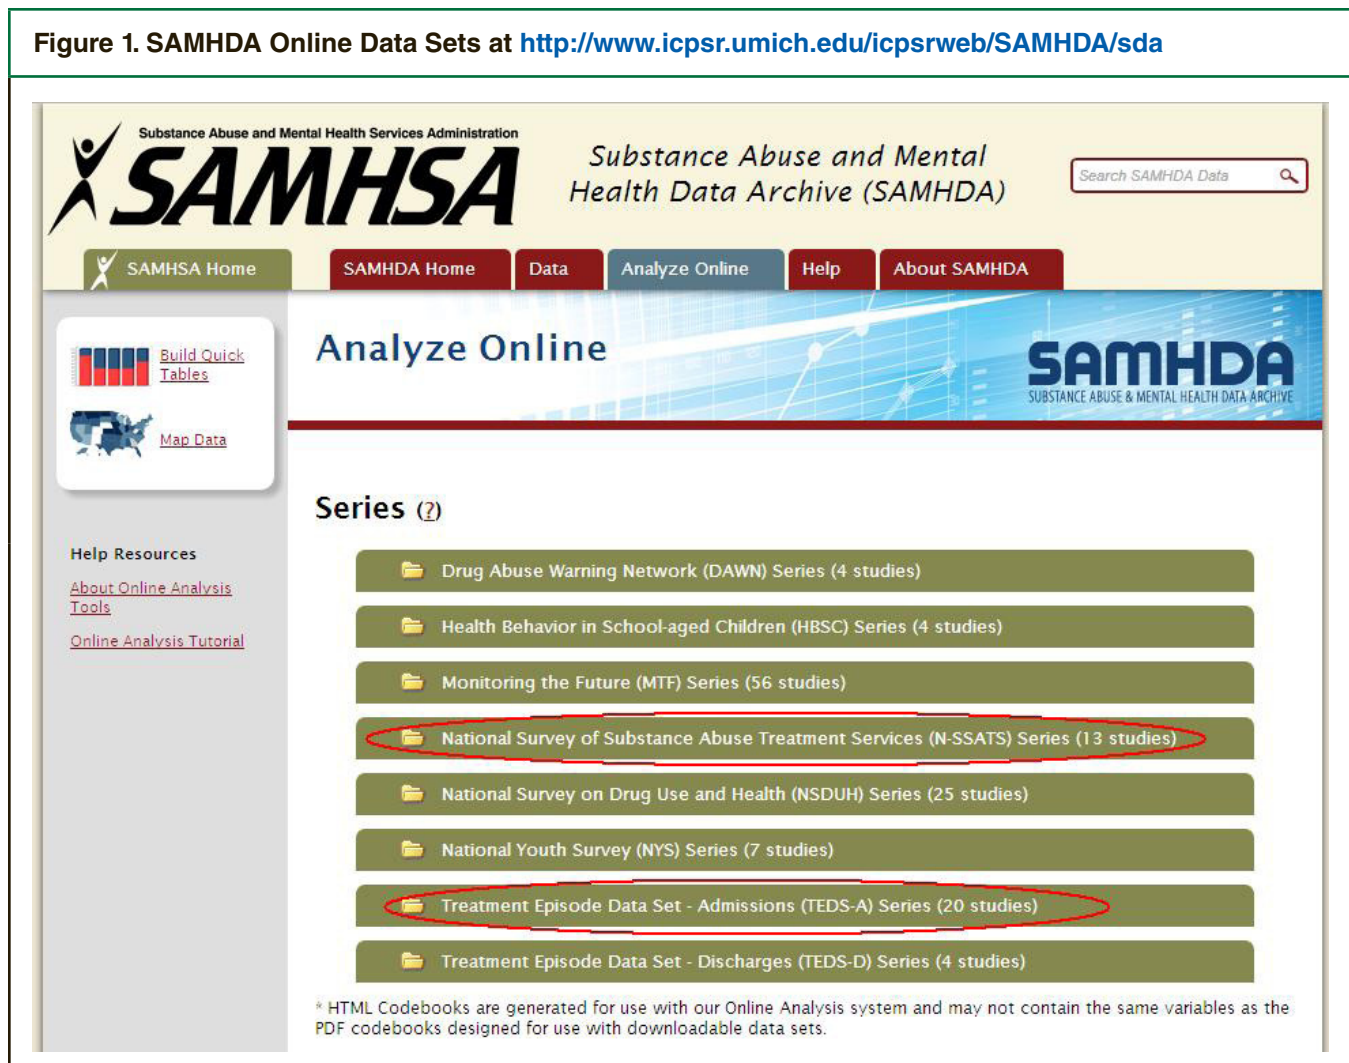 Figure 1. SAMHDA Online Data Sets at http://www.icpsr.umich.edu/icpsrweb/SAMHDA/sda
Substance Abuse and Mental Health Services Administration
SAMHSA
Substance Abuse and Mental
Health Data Archive (SAMHDA)
Search SAMHDA Data
SAMHSA Home
SAMHDA Home
Data
Analyze Online
Help
About SAMHDA
Build Quick
Tables
Map Data
Analyze Online
SAMHDA
SUBSTANCE ABUSE & MENTAL HEALTH DATA ARCHIVE
Help Resources
About Online Analysis
Tools
Online Analysis Tutorial
Series (?)
Drug Abuse Warning Network (DAWN) Series (4 studies)
Health Behavior in School-aged Children (HBSC) Series (4 studies)
Monitoring the Future (MTF) Series (56 studies)
National Survey of Substance Abuse Treatment Services (N-SSATS) Series (13 studies)
National Survey on Drug Use and Health (NSDUH) Series (25 studies)
National Youth Survey (NYS) Series (7 studies)
Treatment Episode Data Set - Admissions (TEDS-A) Series (20 studies)
Treatment Episode Data Set - Discharges (TEDS-D) Series (4 studies)
* HTML Codebooks are generated for use with our Online Analysis system and may not contain the same variables as the
PDF codebooks designed for use with downloadable data sets.